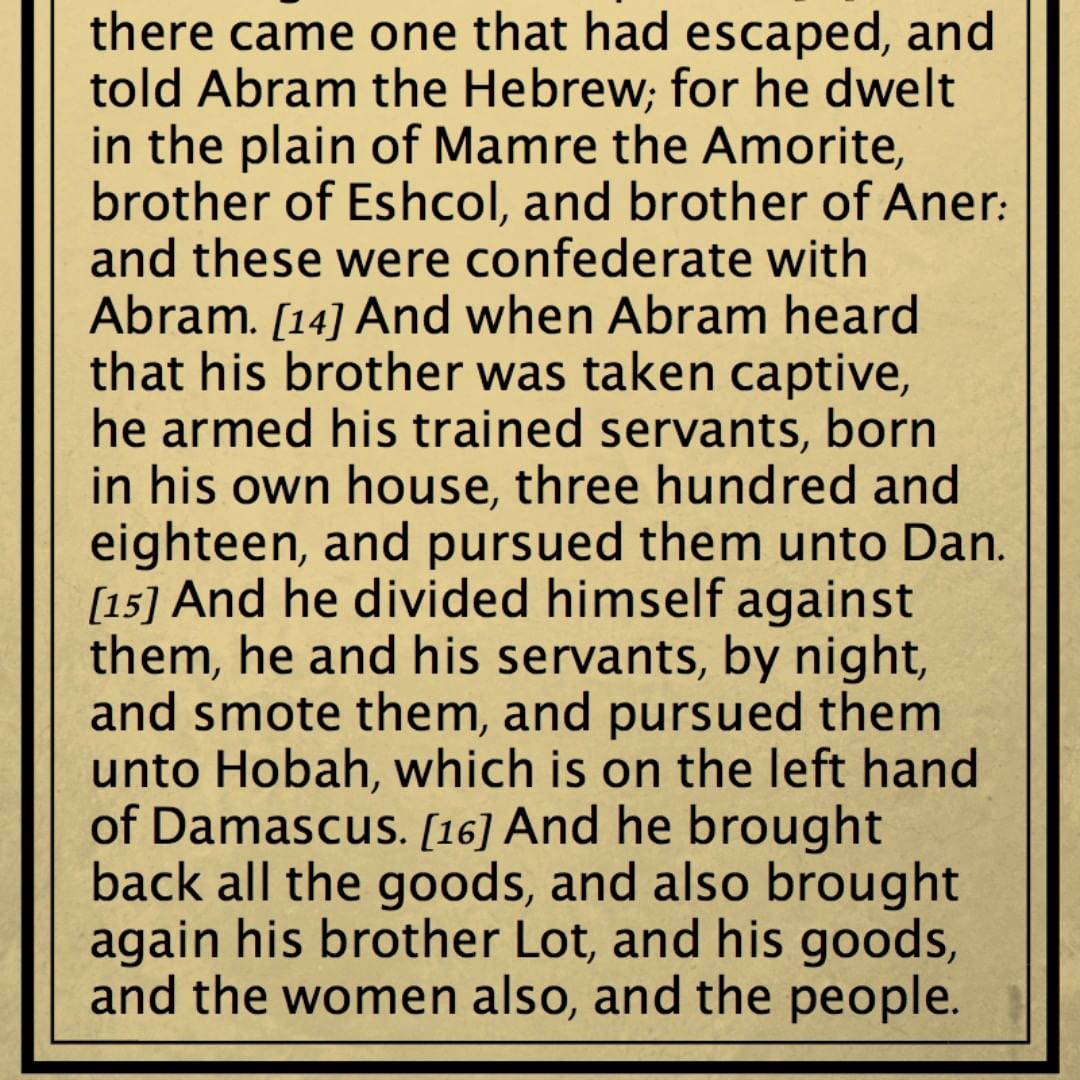 there came one that had escaped, and
told Abram the Hebrew; for he dwelt
in the plain of Mamre the Amorite,
brother of Eshcol, and brother of Aner:
and these were confederate with
Abram. [14] And when Abram heard
that his brother was taken captive,
he armed his trained servants, born
in his own house, three hundred and
eighteen, and pursued them unto Dan.
[15] And he divided himself against
them, he and his servants, by night,
and smote them, and pursued them
unto Hobah, which is on the left hand
of Damascus. [16] And he brought
back all the goods, and also brought
again his brother Lot, and his goods,
and the women also, and the people.